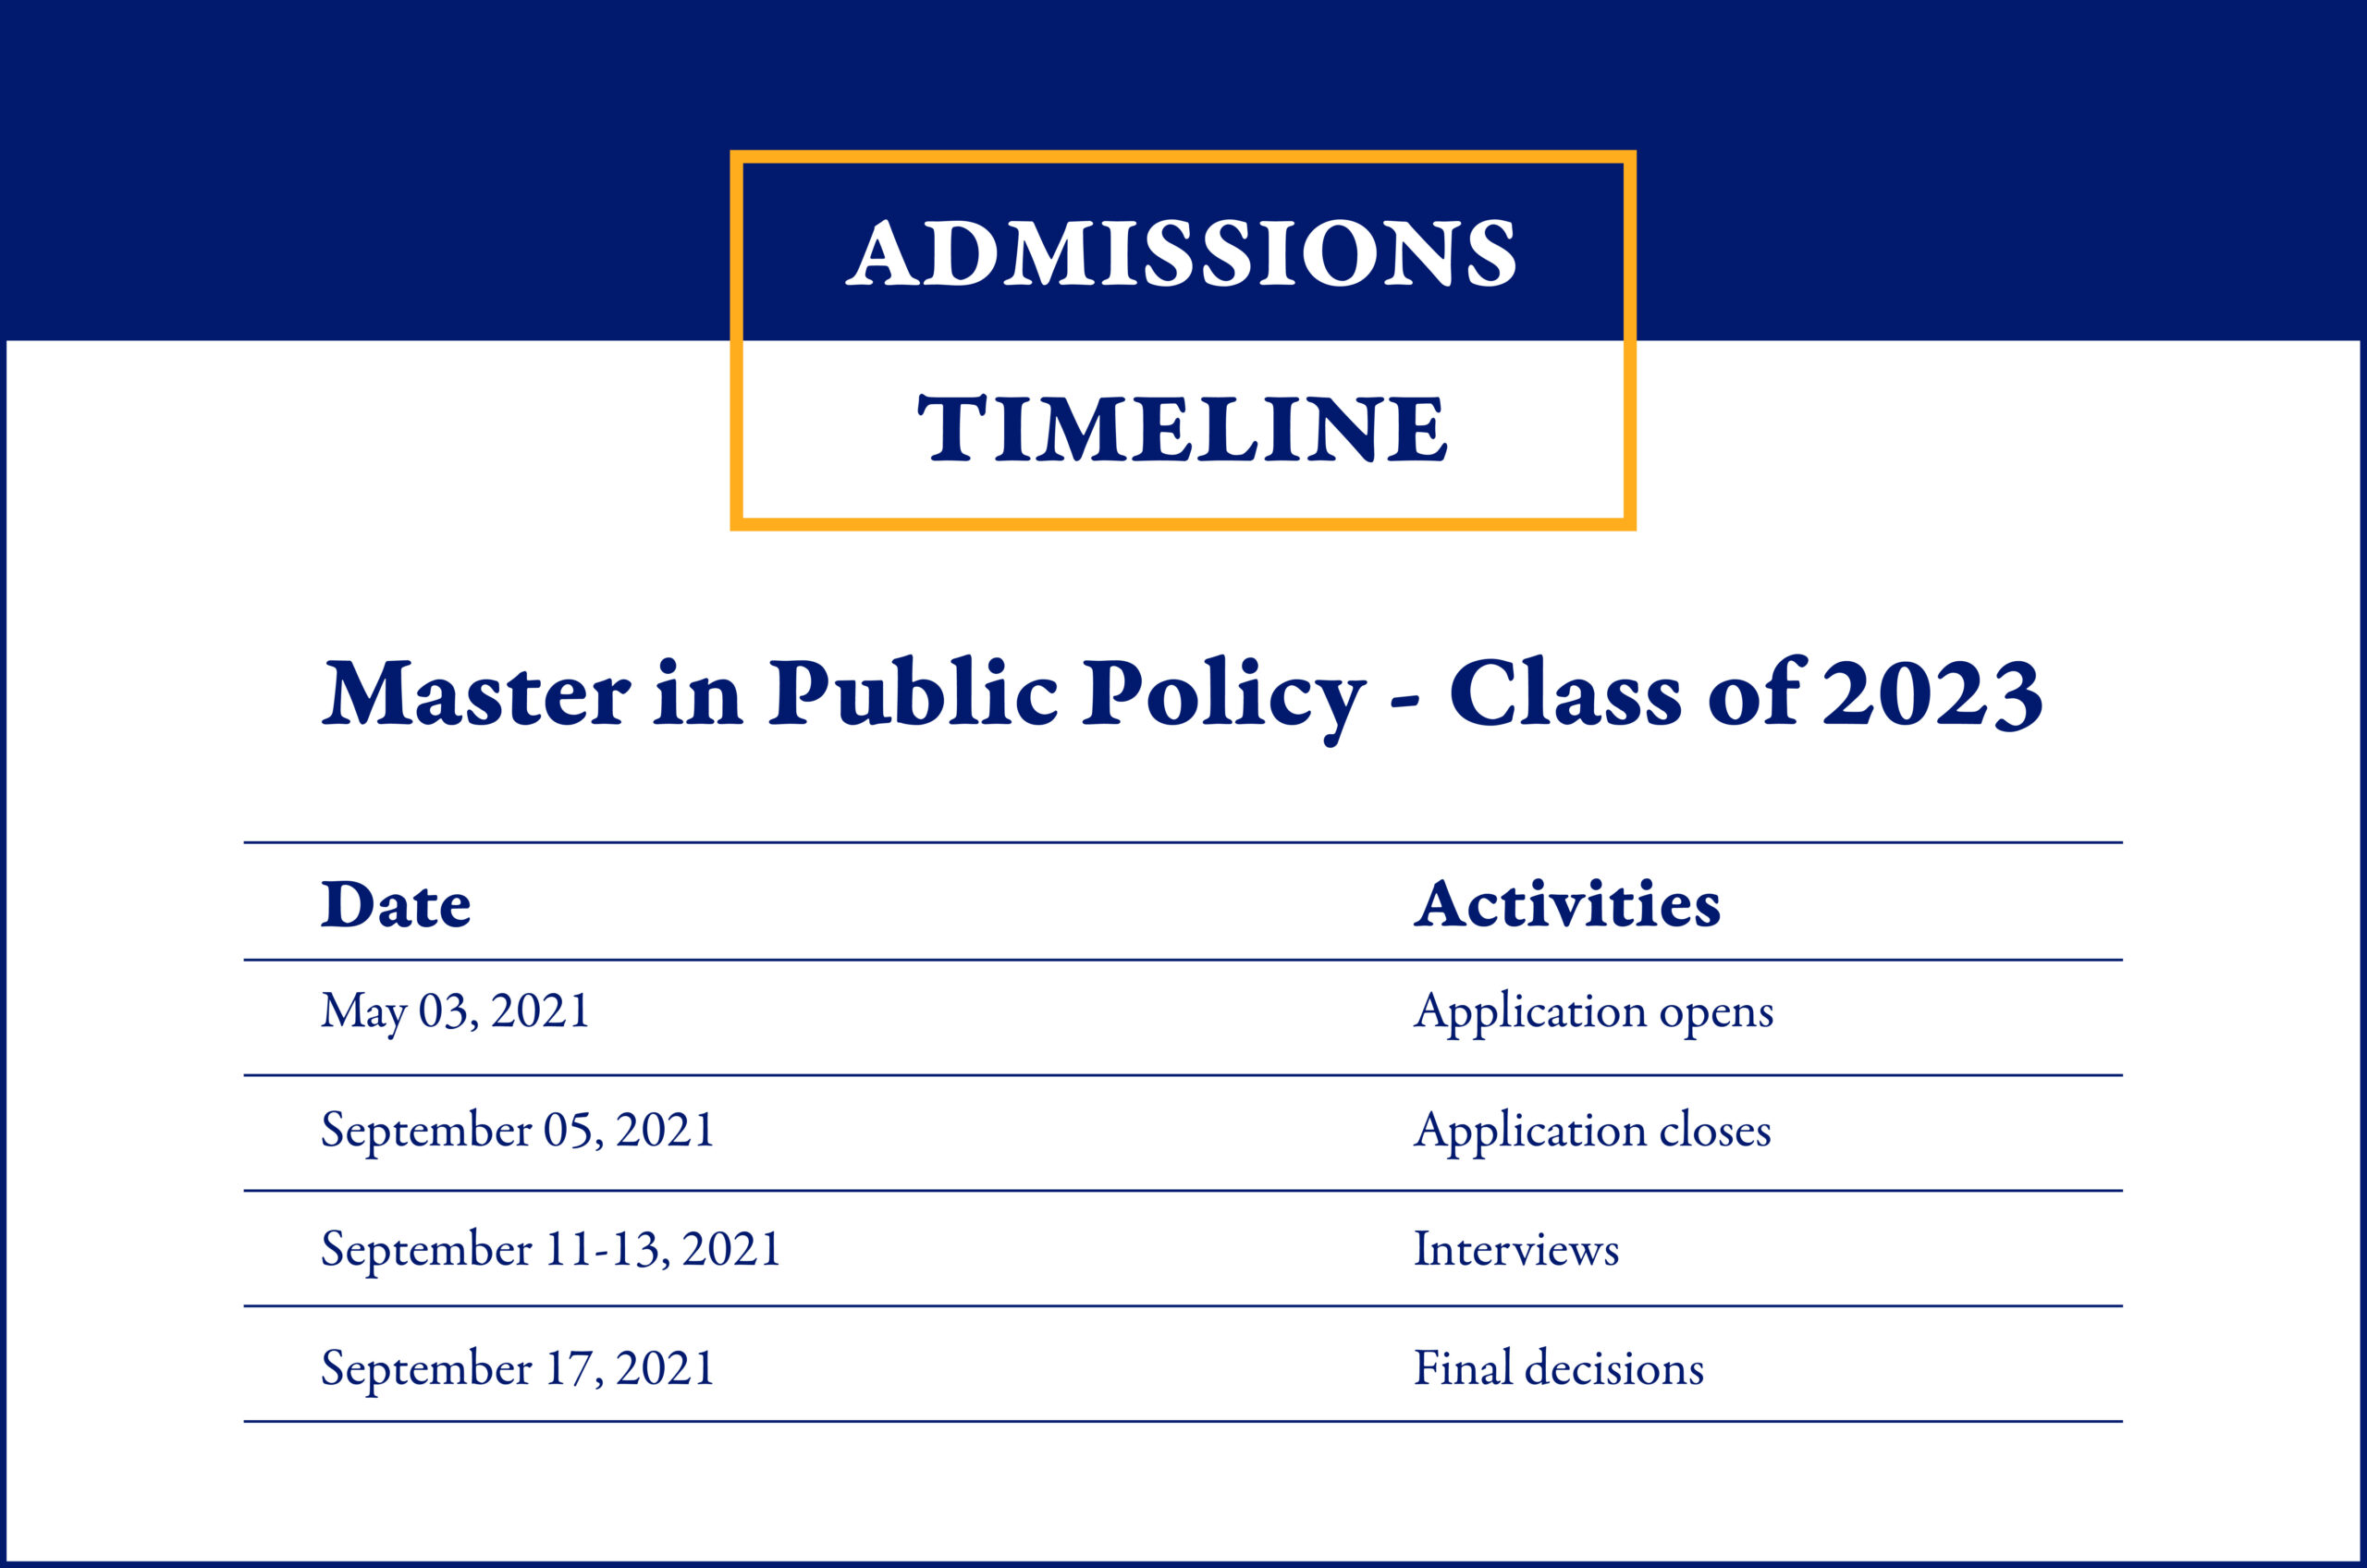 ADMISSIONS
TIMELINE
Master in Public Policy - Class of 2023
Date Activities
May 03, 2021 Application opens
September 05, 2021 Application closes
September 11-13, 2021 Interviews
September 17, 2021 Final decisions